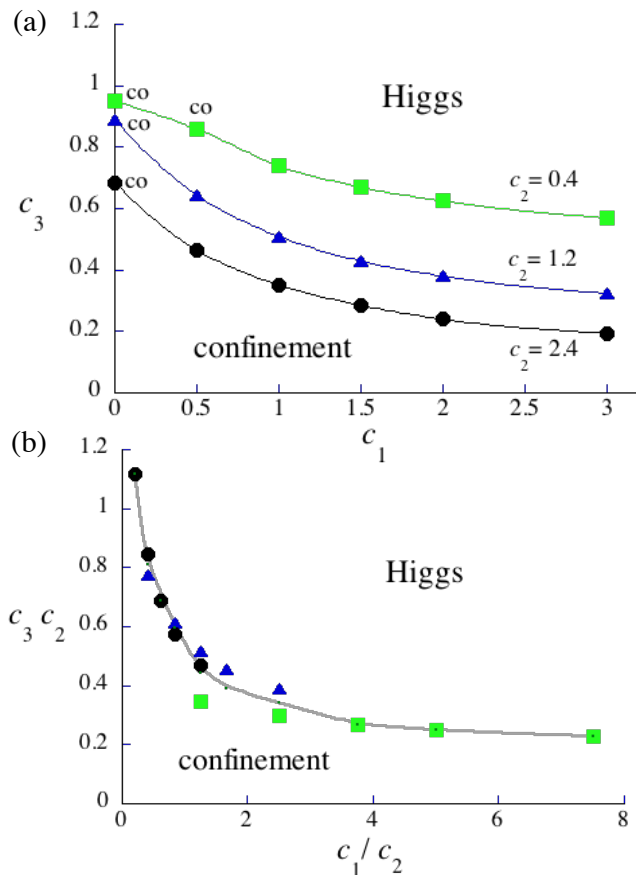 (a)
1.2
1
0.8
0.6
0.4
0.2
0
c₃
co
co
co
co
Higgs
c₂ = 0.4
c₂ = 1.2
c₂ = 2.4
confinement
0 0.5 1 1.5 2 2.5 3
c₁
(b)
1.2
1
0.8
0.6
0.4
0.2
0
c₃ c₂
Higgs
confinement
0 2 4 6 8
c₁ / c₂